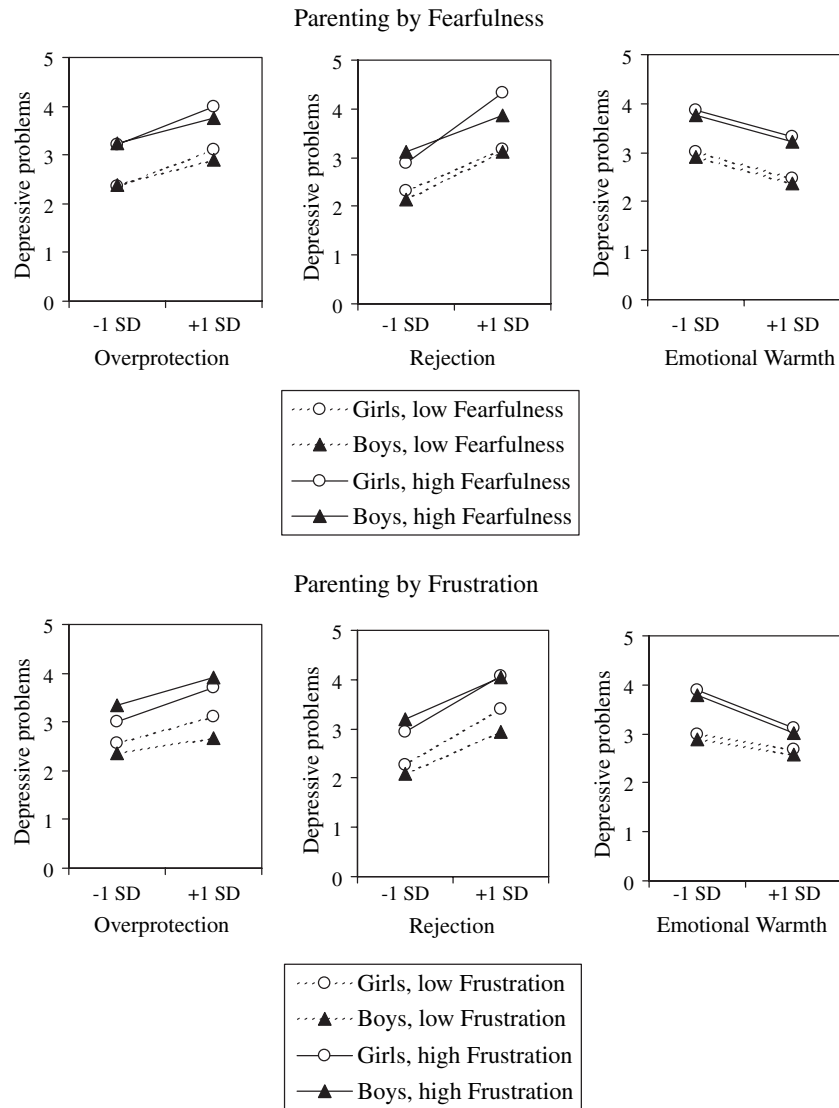 Parenting by Fearfulness
5
4
3
2
1
0
Depressive problems
-1 SD +1 SD
Overprotection
5
4
3
2
1
0
Depressive problems
-1 SD +1 SD
Rejection
5
4
3
2
1
0
Depressive problems
-1 SD +1 SD
Emotional Warmth
Girls, low Fearfulness
Boys, low Fearfulness
Girls, high Fearfulness
Boys, high Fearfulness
Parenting by Frustration
5
4
3
2
1
0
Depressive problems
-1 SD +1 SD
Overprotection
5
4
3
2
1
0
Depressive problems
-1 SD +1 SD
Rejection
5
4
3
2
1
0
Depressive problems
-1 SD +1 SD
Emotional Warmth
Girls, low Frustration
Boys, low Frustration
Girls, high Frustration
Boys, high Frustration